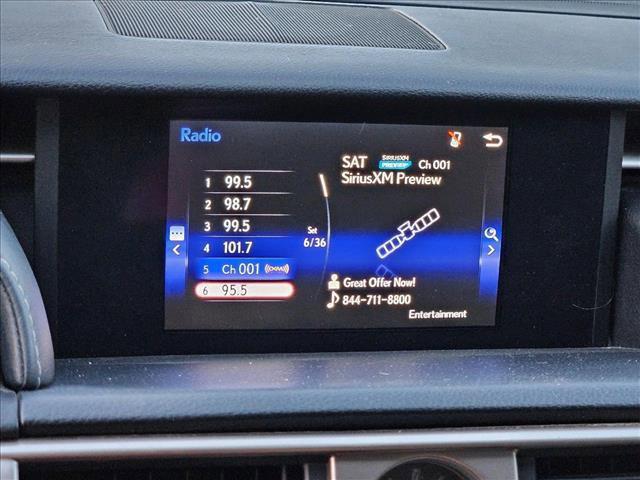 Radio
SAT SIRIUSXM PREVIEW Ch 001
SiriusXM Preview
1 99.5
2 98.7
3 99.5
4 101.7
5 Ch 001 ((SXM))
6 95.5
Set
6/36
Great Offer Now!
844-711-8800
Entertainment